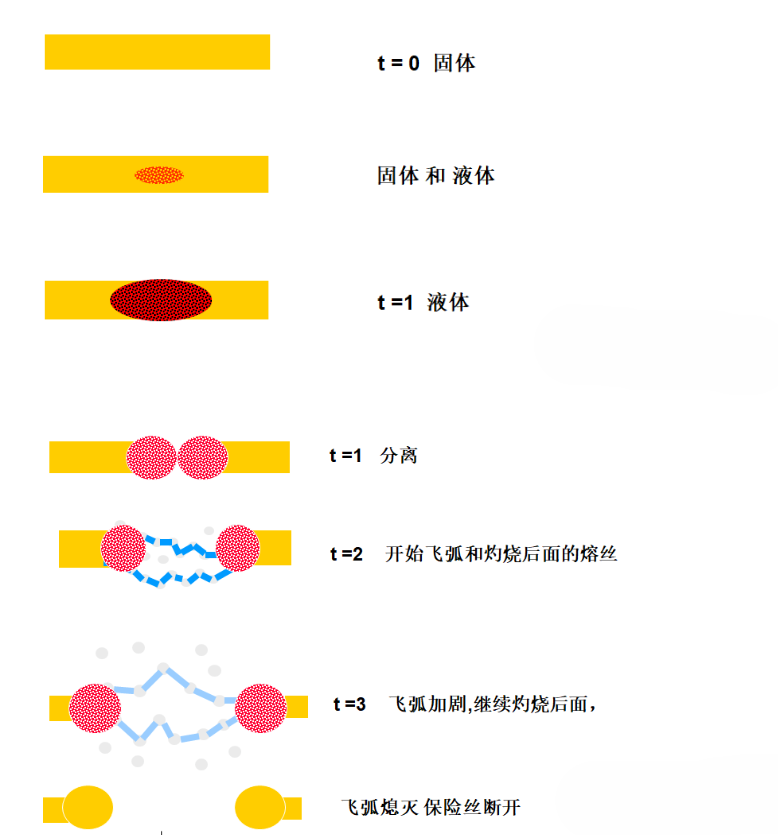 t = 0 固体
固体 和 液体
t =1 液体
t =1 分离
t =2 开始飞弧和灼烧后面的熔丝
t =3 飞弧加剧,继续灼烧后面，
飞弧熄灭 保险丝断开